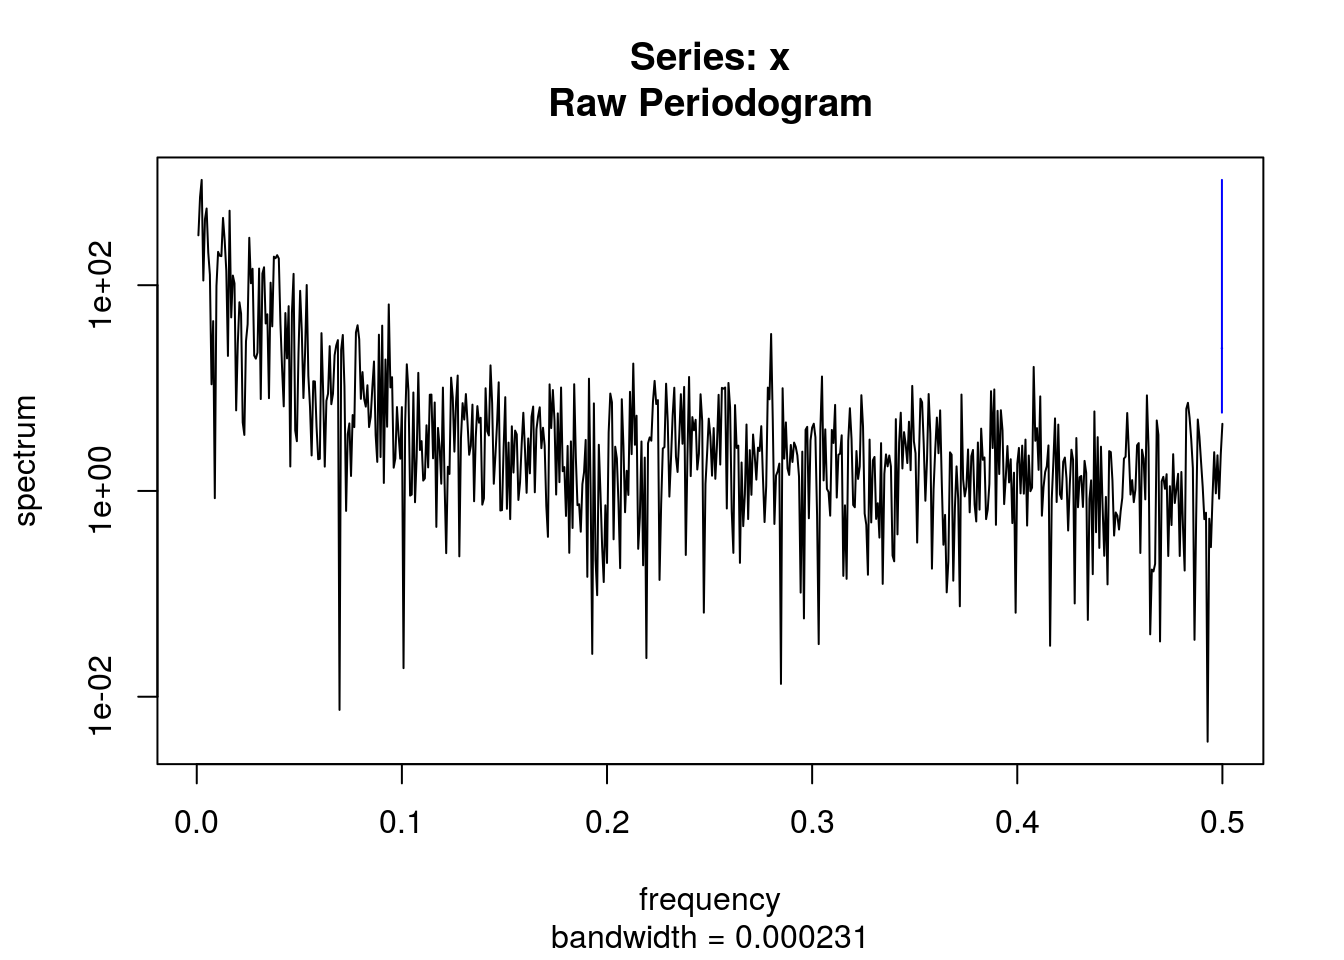 Series: x
Raw Periodogram
spectrum
1e+02
1e+00
1e-02
0.0 0.1 0.2 0.3 0.4 0.5
frequency
bandwidth = 0.000231